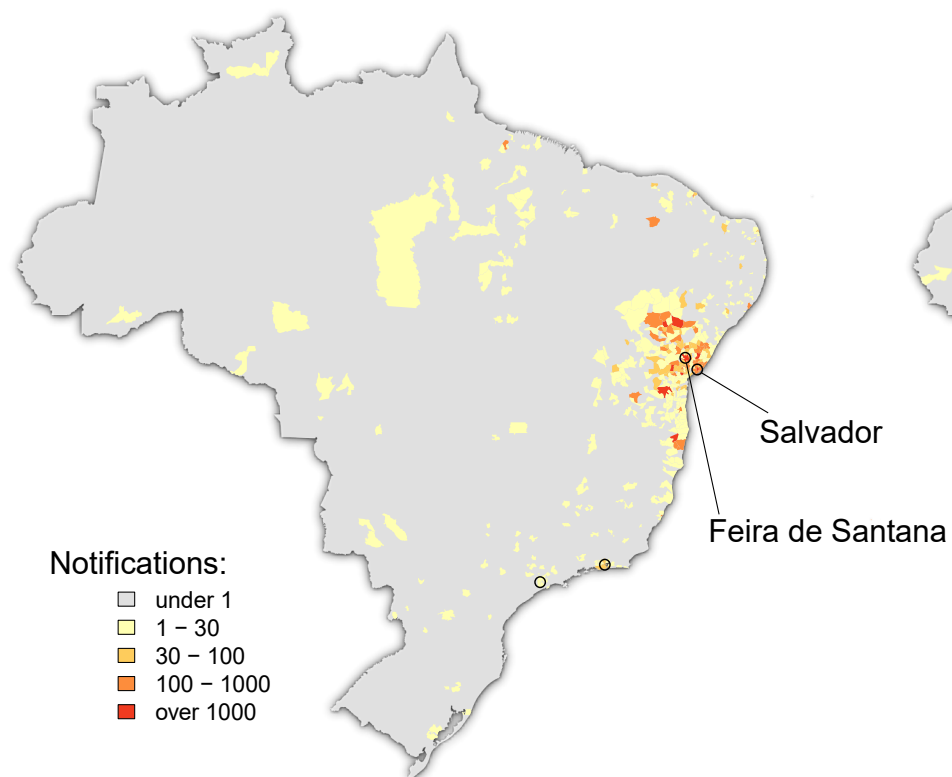 Salvador
Feira de Santana
Notifications:
under 1
1 − 30
30 − 100
100 − 1000
over 1000